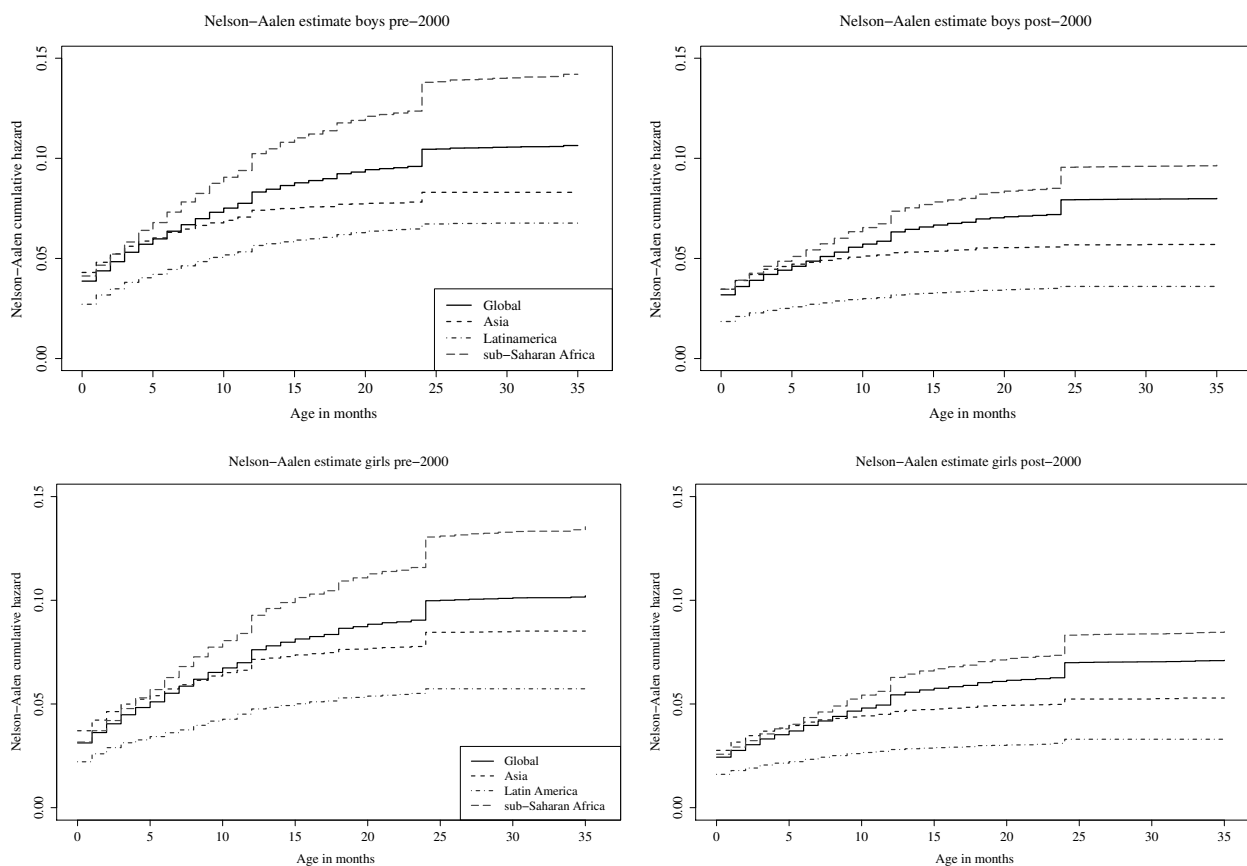 Nelson−Aalen estimate boys pre−2000
Nelson−Aalen cumulative hazard
0.15
0.10
0.05
0.00
Global
Asia
Latinamerica
sub−Saharan Africa
0 5 10 15 20 25 30 35
Age in months
Nelson−Aalen estimate boys post−2000
Nelson−Aalen cumulative hazard
0.15
0.10
0.05
0.00
0 5 10 15 20 25 30 35
Age in months
Nelson−Aalen estimate girls pre−2000
Nelson−Aalen cumulative hazard
0.15
0.10
0.05
0.00
Global
Asia
Latin America
sub−Saharan Africa
0 5 10 15 20 25 30 35
Age in months
Nelson−Aalen estimate girls post−2000
Nelson−Aalen cumulative hazard
0.15
0.10
0.05
0.00
0 5 10 15 20 25 30 35
Age in months